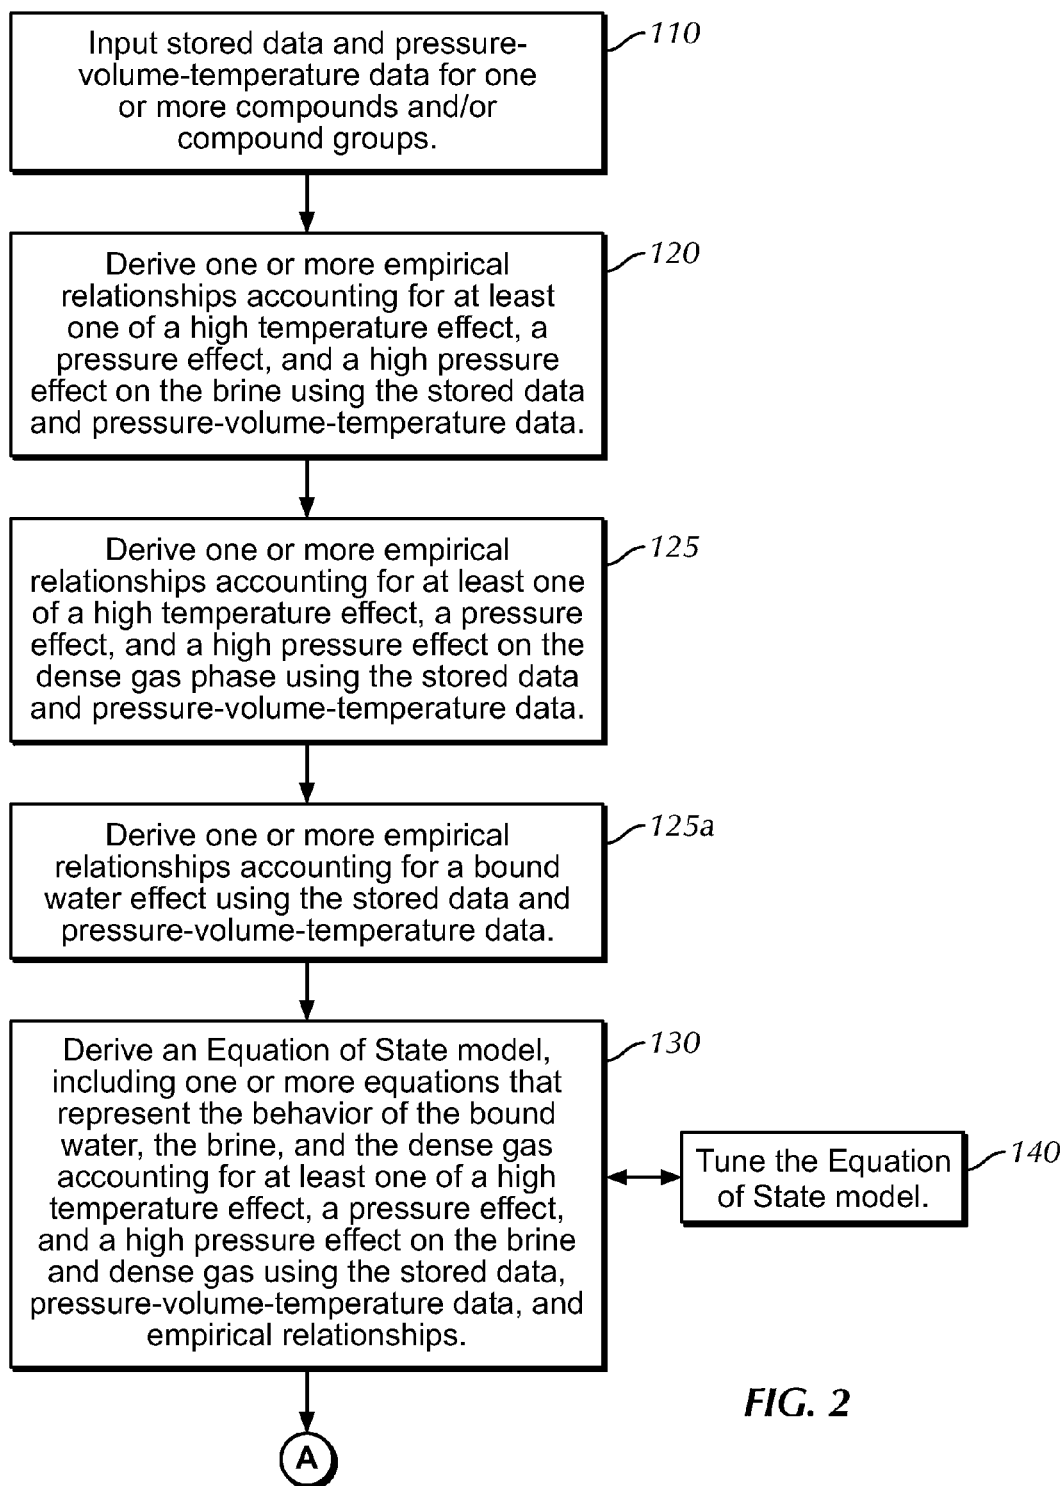 Input stored data and pressure-
volume-temperature data for one
or more compounds and/or
compound groups.
110
Derive one or more empirical
relationships accounting for at least
one of a high temperature effect, a
pressure effect, and a high pressure
effect on the brine using the stored data
and pressure-volume-temperature data.
120
Derive one or more empirical
relationships accounting for at least one
of a high temperature effect, a pressure
effect, and a high pressure effect on the
dense gas phase using the stored data
and pressure-volume-temperature data.
125
Derive one or more empirical
relationships accounting for a bound
water effect using the stored data and
pressure-volume-temperature data.
125a
Derive an Equation of State model,
including one or more equations that
represent the behavior of the bound
water, the brine, and the dense gas
accounting for at least one of a high
temperature effect, a pressure effect,
and a high pressure effect on the brine
and dense gas using the stored data,
pressure-volume-temperature data, and
empirical relationships.
130
Tune the Equation
of State model.
140
FIG. 2
A